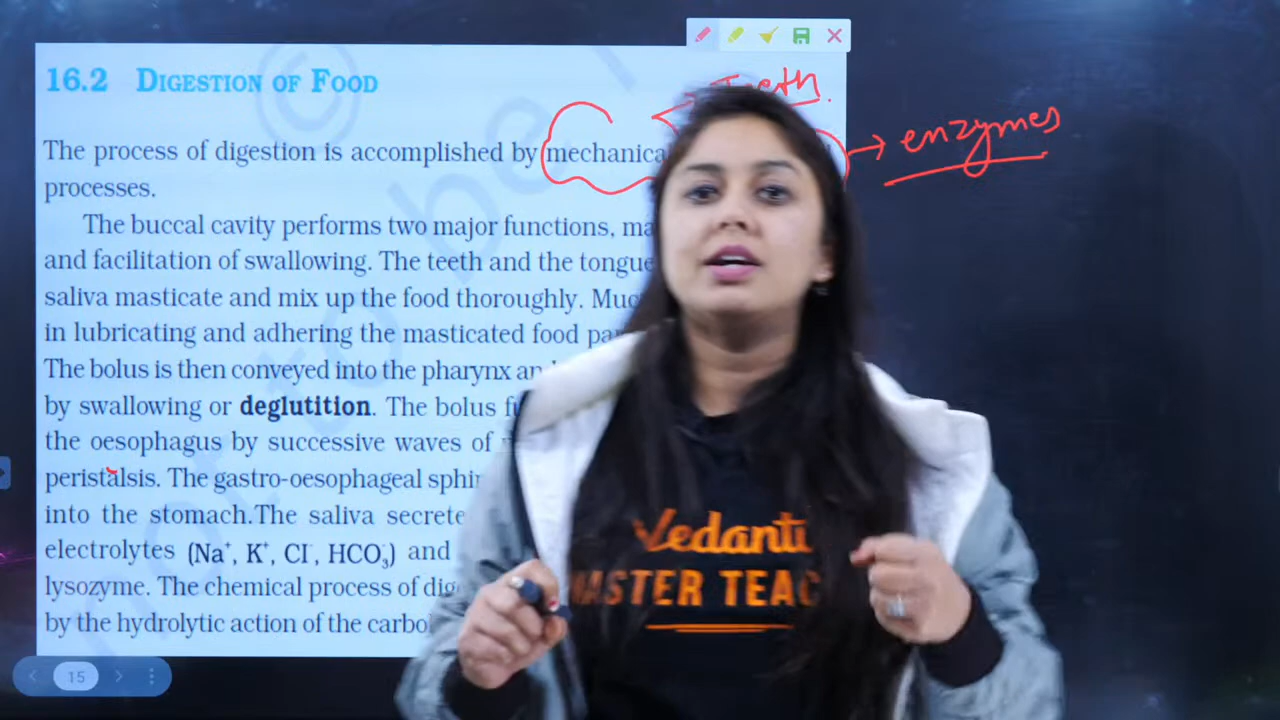 16.2 DIGESTION OF FOOD
Teeth
enzymes
The process of digestion is accomplished by mechanica
processes.
The buccal cavity performs two major functions, ma
and facilitation of swallowing. The teeth and the tongue
saliva masticate and mix up the food thoroughly. Muc
in lubricating and adhering the masticated food pa
The bolus is then conveyed into the pharynx an
by swallowing or deglutition. The bolus fu
the oesophagus by successive waves of
peristalsis. The gastro-oesophageal sphin
into the stomach.The saliva secrete
electrolytes (Na⁺, K⁺, Cl⁻, HCO₃⁻) and
lysozyme. The chemical process of dig
by the hydrolytic action of the carbo
Vedantu
MASTER TEAC
15